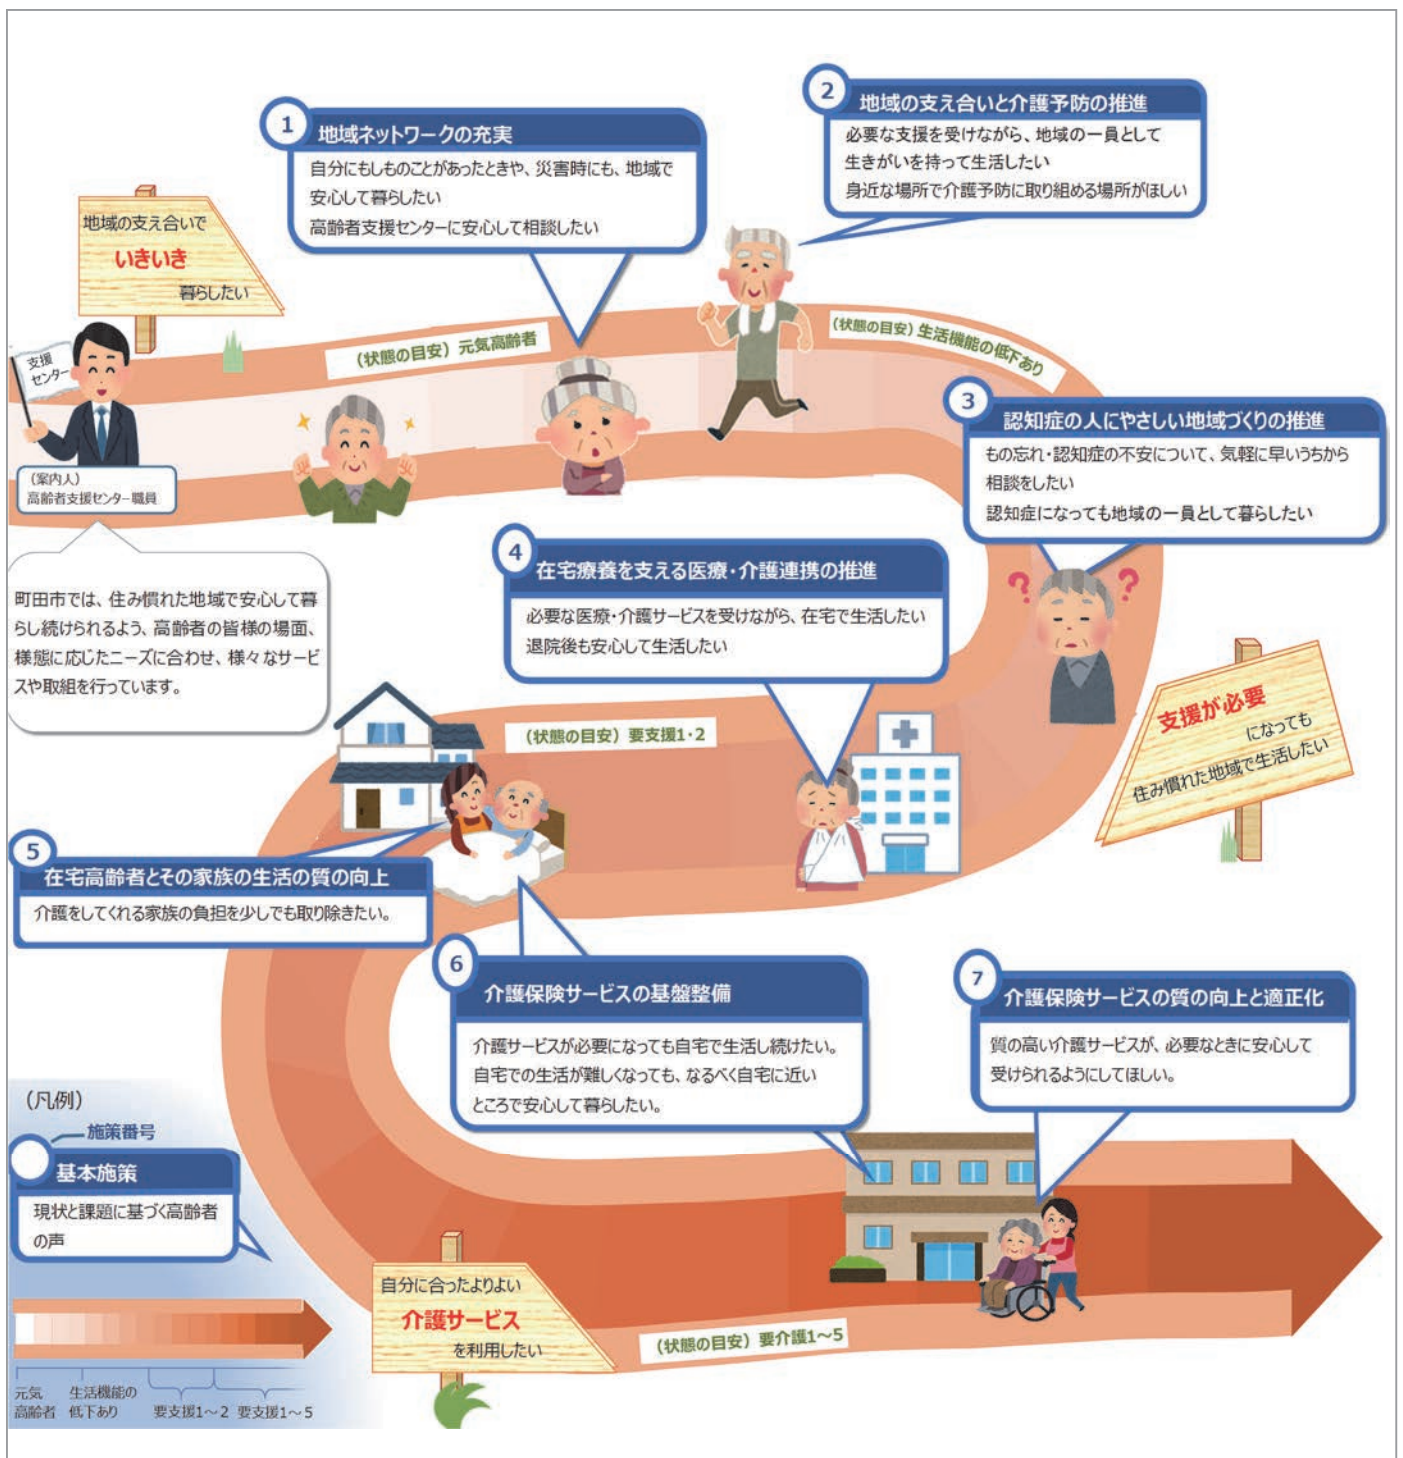 1
地域ネットワークの充実
自分にもしものことがあったときや、災害時にも、地域で
安心して暮らしたい
高齢者支援センターに安心して相談したい
2
地域の支え合いと介護予防の推進
必要な支援を受けながら、地域の一員として
生きがいを持って生活したい
身近な場所で介護予防に取り組める場所がほしい
地域の支え合いで
いきいき
暮らしたい
支援
センター
(状態の目安) 元気高齢者
(状態の目安) 生活機能の低下あり
(案内人)
高齢者支援センター職員
3
認知症の人にやさしい地域づくりの推進
もの忘れ・認知症の不安について、気軽に早いうちから
相談をしたい
認知症になっても地域の一員として暮らしたい
町田市では、住み慣れた地域で安心して暮
らし続けられるよう、高齢者の皆様の場面、
様態に応じたニーズに合わせ、様々なサービ
スや取組を行っています。
4
在宅療養を支える医療・介護連携の推進
必要な医療・介護サービスを受けながら、在宅で生活したい
退院後も安心して生活したい
?
?
支援が必要
になっても
住み慣れた地域で生活したい
(状態の目安) 要支援1・2
5
在宅高齢者とその家族の生活の質の向上
介護をしてくれる家族の負担を少しでも取り除きたい。
6
介護保険サービスの基盤整備
介護サービスが必要になっても自宅で生活し続けたい。
自宅での生活が難しくなっても、なるべく自宅に近い
ところで安心して暮らしたい。
7
介護保険サービスの質の向上と適正化
質の高い介護サービスが、必要なときに安心して
受けられるようにしてほしい。
(凡例)
施策番号
基本施策
現状と課題に基づく高齢者
の声
自分に合ったよりよい
介護サービス
を利用したい
(状態の目安) 要介護1～5
元気
高齢者
生活機能の
低下あり
要支援1～2
要支援1～5